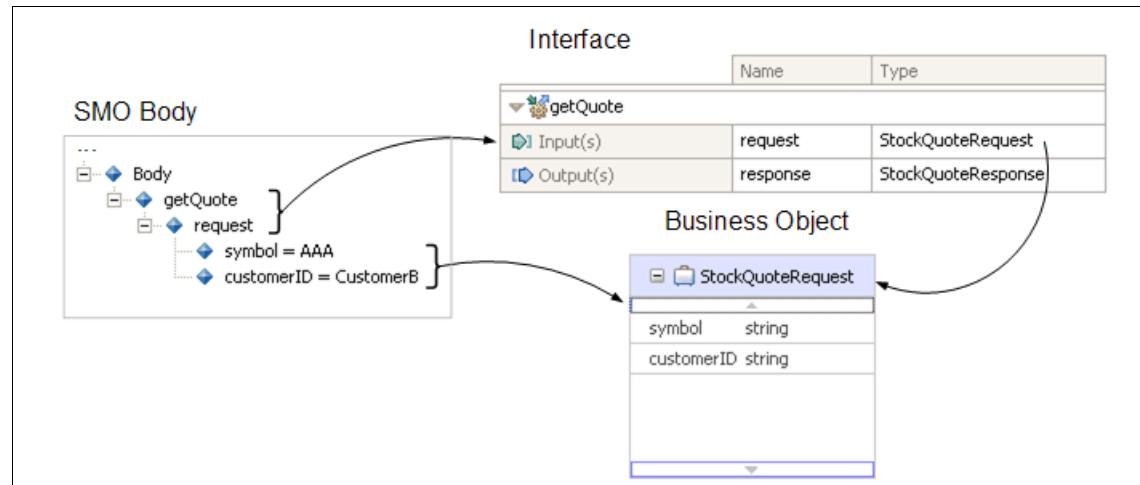 Interface
Name Type
getQuote
Input(s) request StockQuoteRequest
Output(s) response StockQuoteResponse
SMO Body
...
Body
getQuote
request
symbol = AAA
customerID = CustomerB
Business Object
StockQuoteRequest
symbol string
customerID string